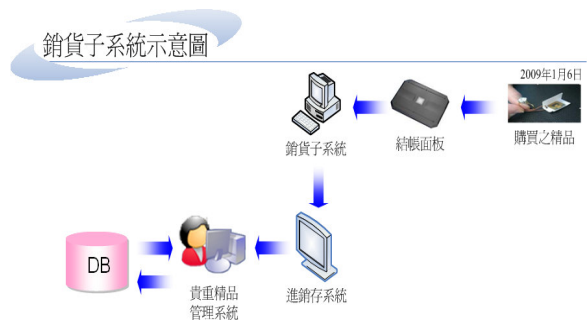 銷貨子系統示意圖
2009年1月6日
銷貨子系統
結帳面板
購買之精品
DB
貴重精品
管理系統
進銷存系統